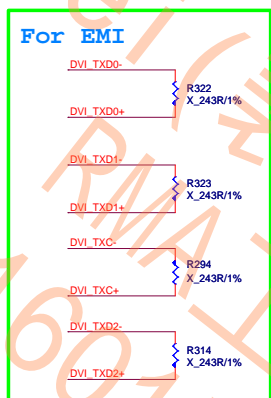 For EMI
DVI_TXD0-
R322
X_243R/1%
DVI_TXD0+
DVI_TXD1-
R323
X_243R/1%
DVI_TXD1+
DVI_TXC-
R294
X_243R/1%
DVI_TXC+
DVI_TXD2-
R314
X_243R/1%
DVI_TXD2+